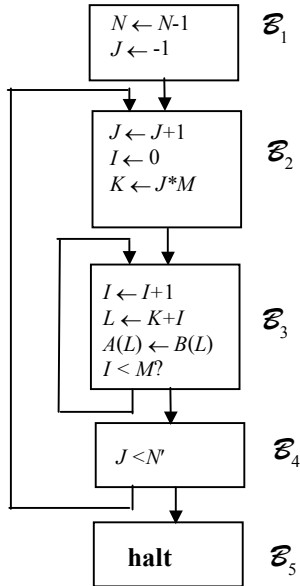 N ← N-1
J ← -1
ℬ1
J ← J+1
I ← 0
K ← J*M
ℬ2
I ← I+1
L ← K+I
A(L) ← B(L)
I < M?
ℬ3
J <N'
ℬ4
halt
ℬ5